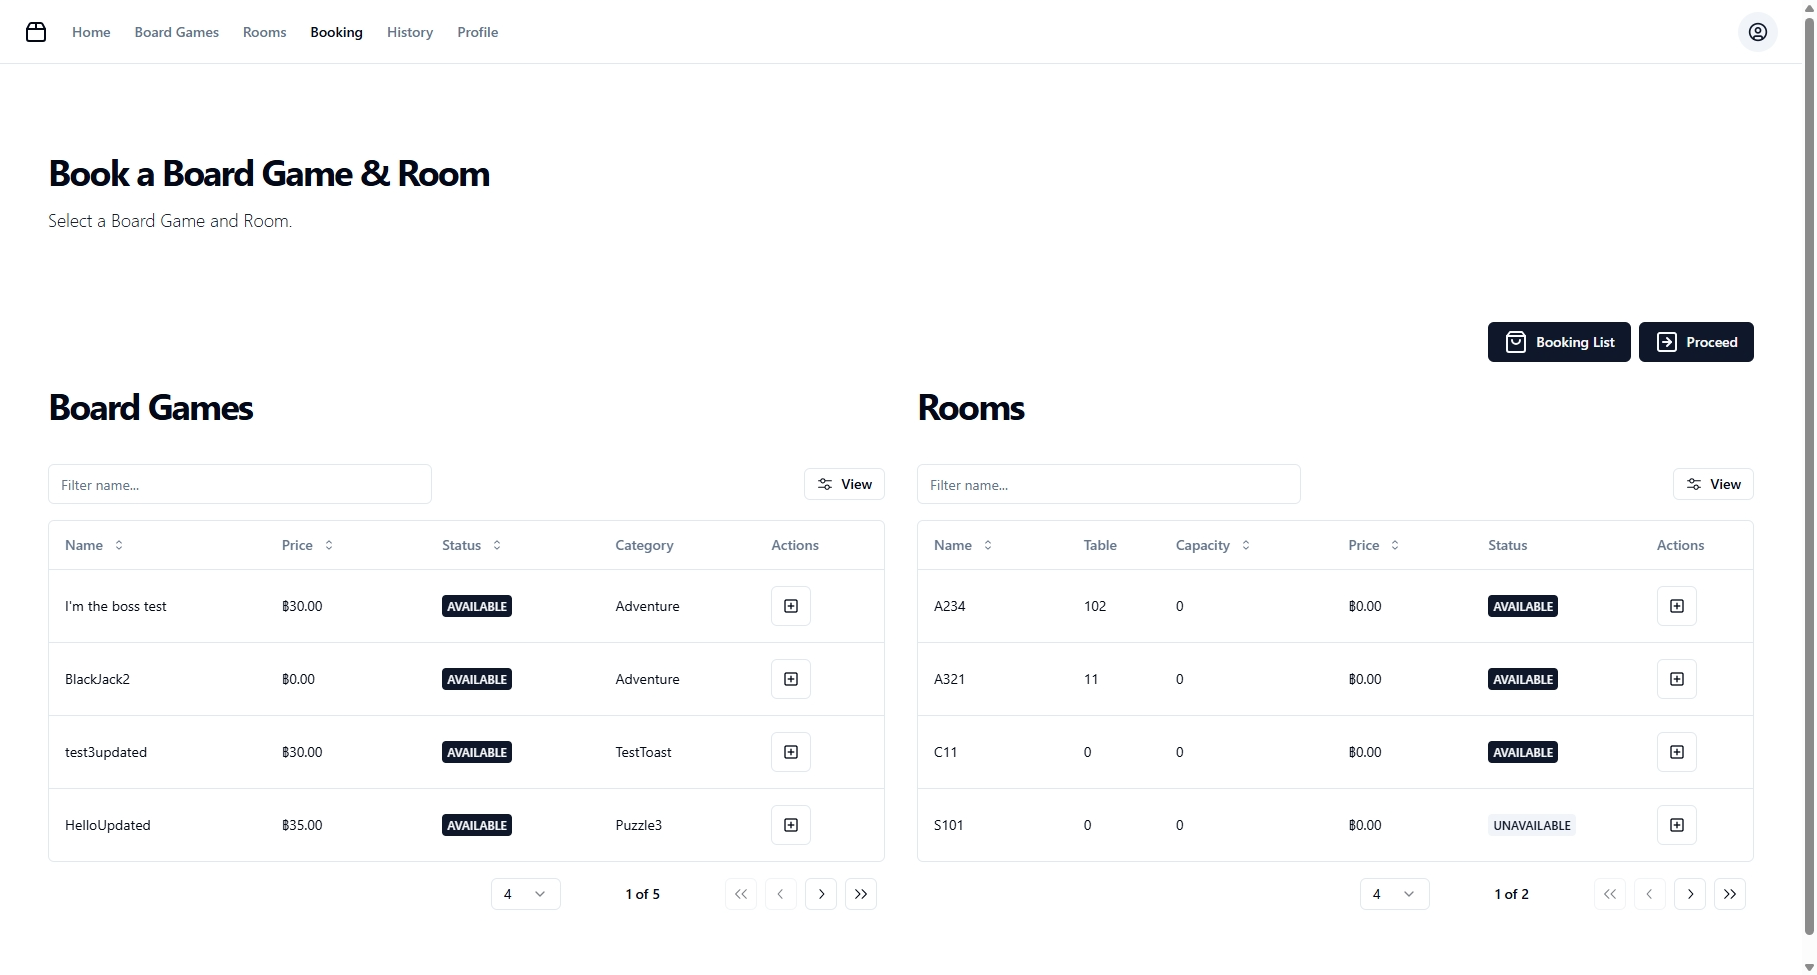 Home Board Games Rooms Booking History Profile
Book a Board Game & Room
Select a Board Game and Room.
Booking List Proceed
Board Games
Filter name... View
Name Price Status Category Actions
I'm the boss test ฿30.00 AVAILABLE Adventure
BlackJack2 ฿0.00 AVAILABLE Adventure
test3updated ฿30.00 AVAILABLE TestToast
HelloUpdated ฿35.00 AVAILABLE Puzzle3
4 1 of 5
Rooms
Filter name... View
Name Table Capacity Price Status Actions
A234 102 0 ฿0.00 AVAILABLE
A321 11 0 ฿0.00 AVAILABLE
C11 0 0 ฿0.00 AVAILABLE
S101 0 0 ฿0.00 UNAVAILABLE
4 1 of 2